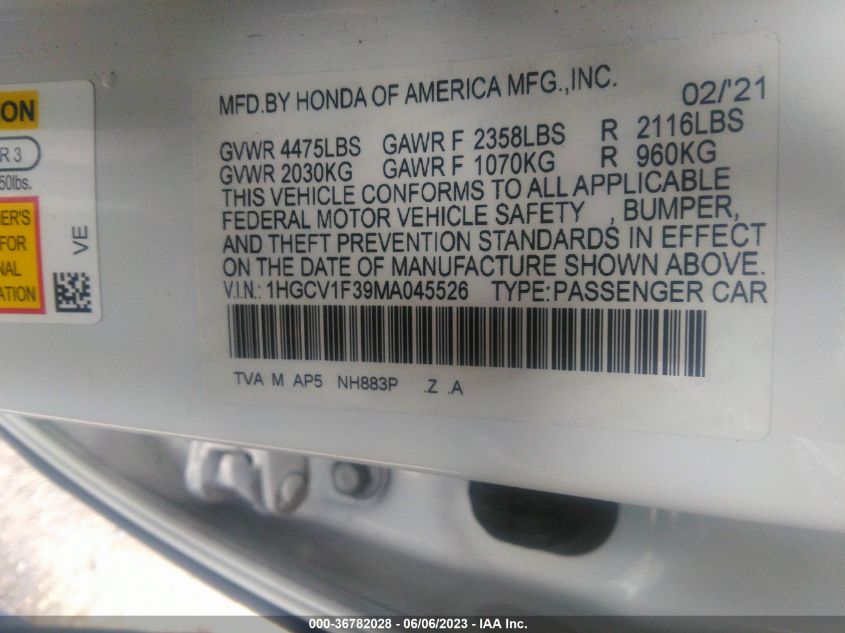 ON
R 3
50lbs.
ER'S
FOR
NAL
ATION
VE
MFD.BY HONDA OF AMERICA MFG.,INC. 02/'21
GVWR 4475LBS GAWR F 2358LBS R 2116LBS
GVWR 2030KG GAWR F 1070KG R 960KG
THIS VEHICLE CONFORMS TO ALL APPLICABLE
FEDERAL MOTOR VEHICLE SAFETY , BUMPER,
AND THEFT PREVENTION STANDARDS IN EFFECT
ON THE DATE OF MANUFACTURE SHOWN ABOVE.
V.I.N.: 1HGCV1F39MA045526 TYPE:PASSENGER CAR
TVA M AP5 NH883P .Z .A
000-36782028 - 06/06/2023 - IAA Inc.